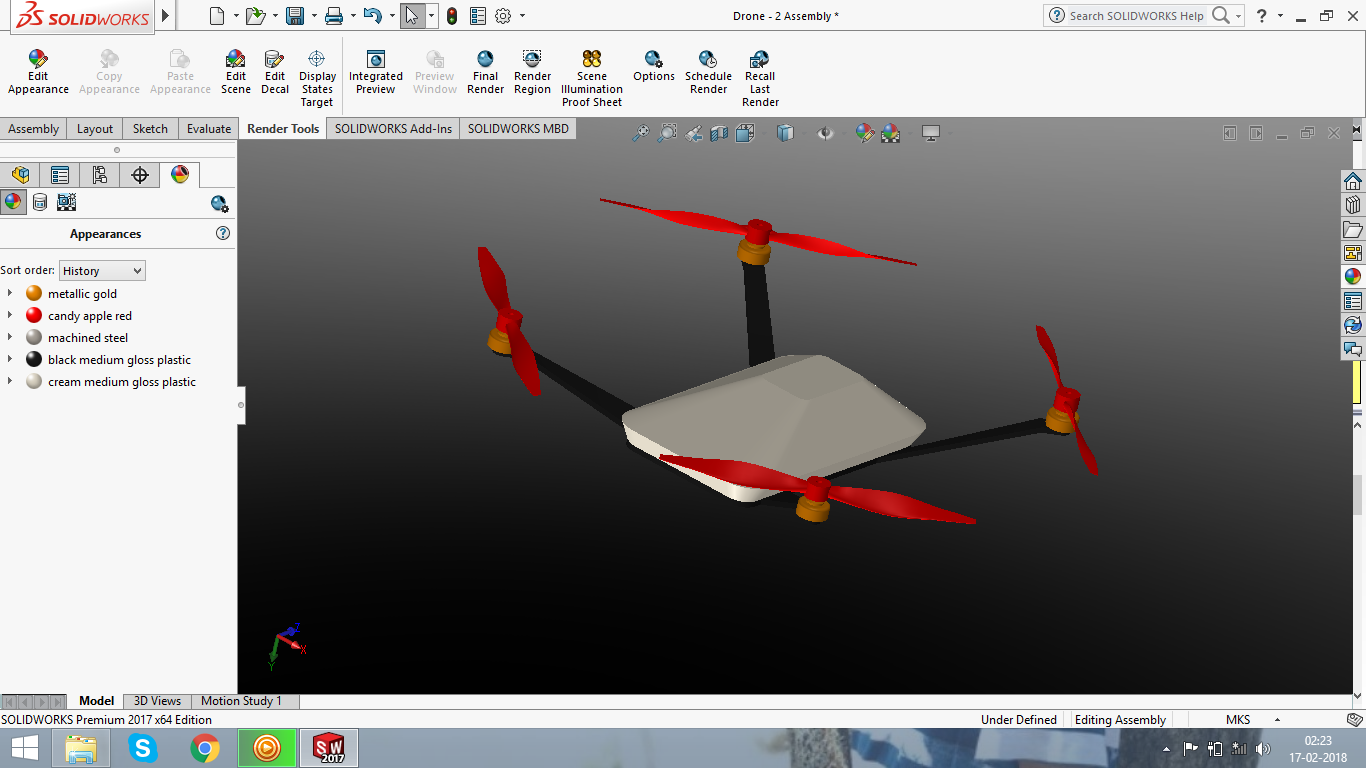 SOLIDWORKS
Drone - 2 Assembly *
Search SOLIDWORKS Help
?
Edit
Appearance
Copy
Appearance
Paste
Appearance
Edit
Scene
Edit
Decal
Display
States
Target
Integrated
Preview
Preview
Window
Final
Render
Render
Region
Scene
Illumination
Proof Sheet
Options
Schedule
Render
Recall
Last
Render
Assembly
Layout
Sketch
Evaluate
Render Tools
SOLIDWORKS Add-Ins
SOLIDWORKS MBD
Appearances
?
Sort order: History
metallic gold
candy apple red
machined steel
black medium gloss plastic
cream medium gloss plastic
Z
X
Y
Model
3D Views
Motion Study 1
SOLIDWORKS Premium 2017 x64 Edition
Under Defined
Editing Assembly
MKS
S
SW
2017
02:23
17-02-2018